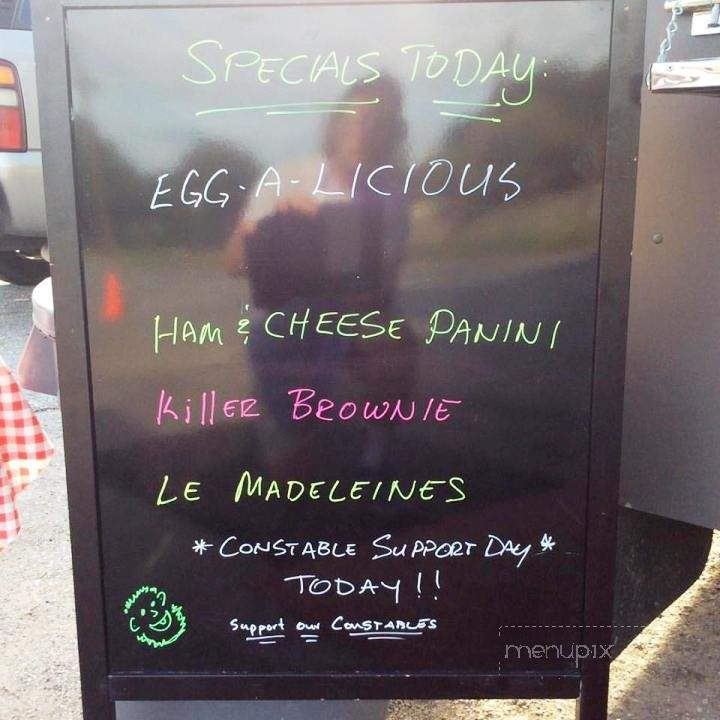 SPECIALS TODAY:
EGG-A-LICIOUS
HAM & CHEESE PANINI
KillER BROWNIE
LE MADELEINES
* CONSTABLE SUPPORT DAY *
TODAY!!
Support our CONSTABLES
menupix